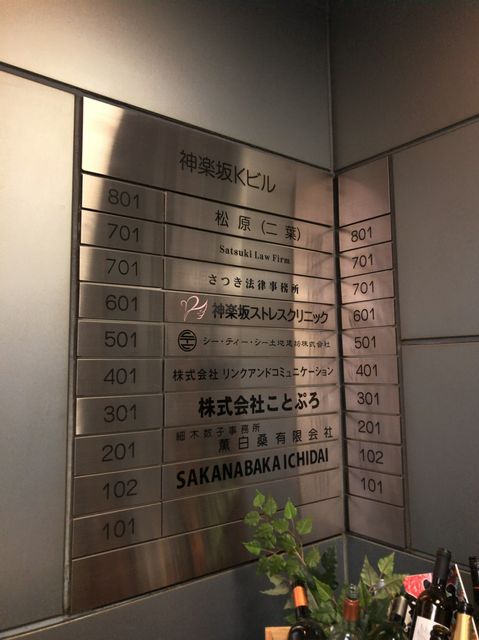 神楽坂Kビル
801 松原（二葉）
701 Satsuki Law Firm
701 さつき法律事務所
601 神楽坂ストレスクリニック
501 シー・ティー・シー土地建物株式会社
401 株式会社 リンクアンドコミュニケーション
301 株式会社ことぷろ
細木数子事務所
201 薫白桑有限会社
102 SAKANABAKA ICHIDAI
101
801
701
701
601
501
401
301
201
102
101